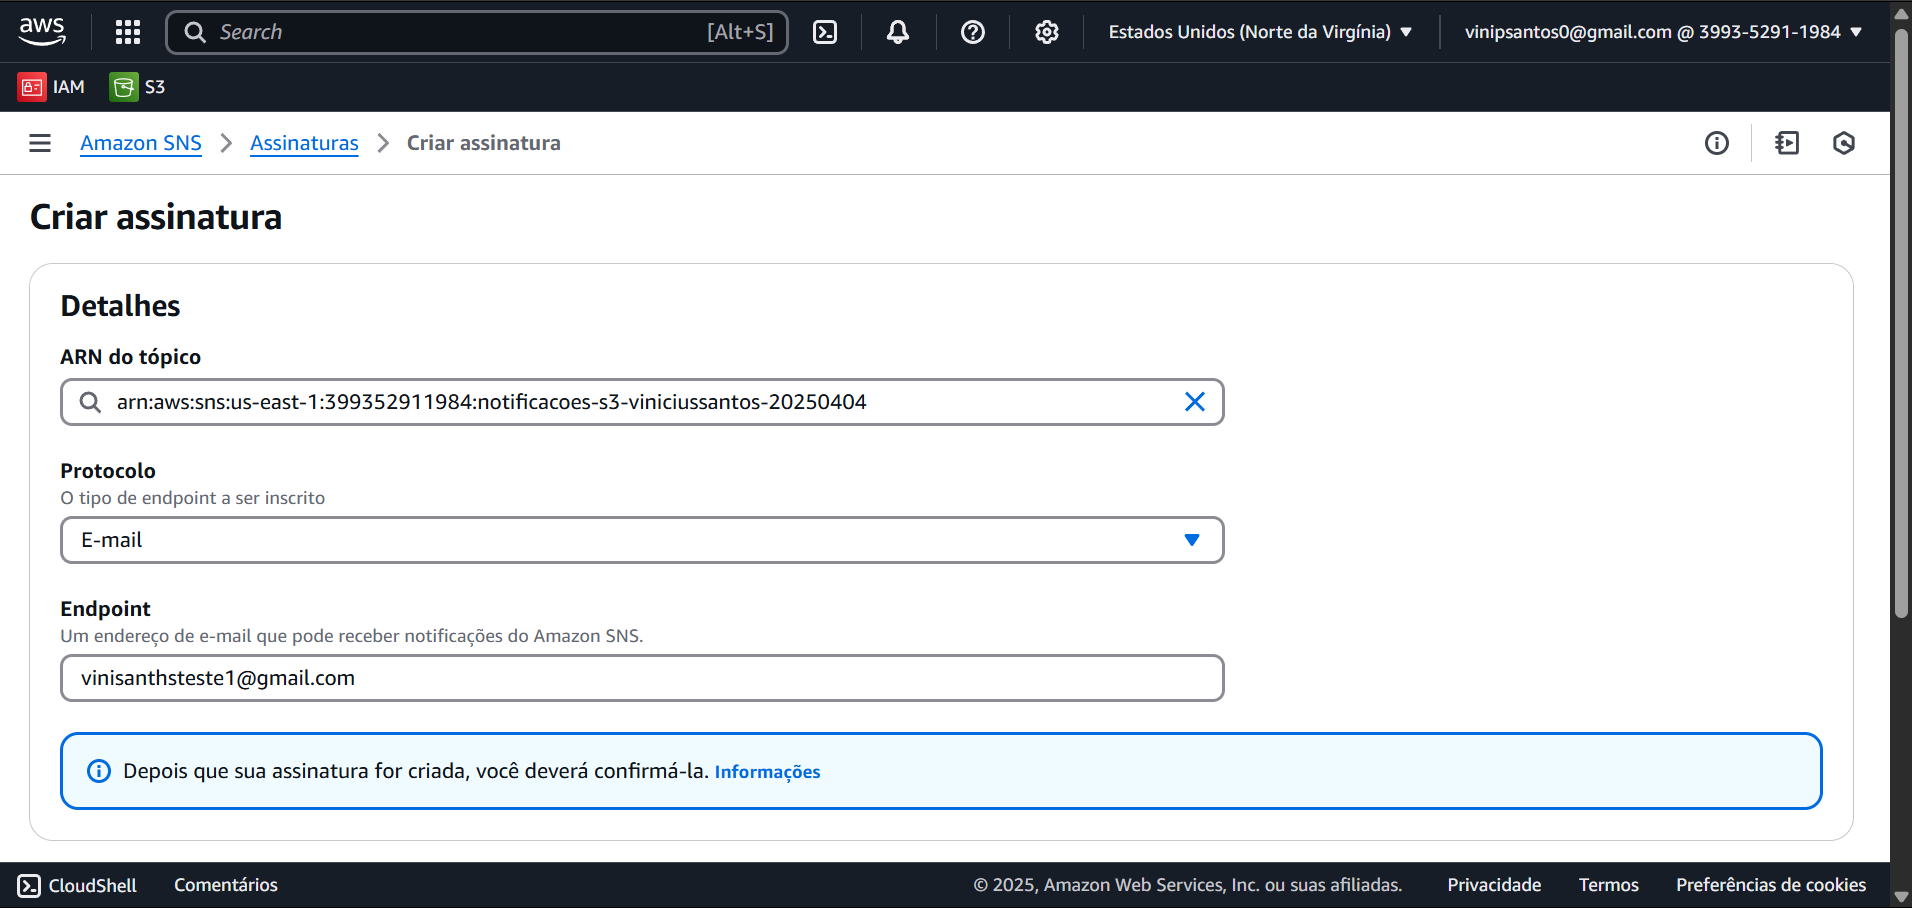 aws
Search [Alt+S] Estados Unidos (Norte da Virgínia) vinipsantos0@gmail.com @ 3993-5291-1984
IAM S3
Amazon SNS Assinaturas Criar assinatura
Criar assinatura
Detalhes
ARN do tópico
arn:aws:sns:us-east-1:399352911984:notificacoes-s3-viniciussantos-20250404
Protocolo
O tipo de endpoint a ser inscrito
E-mail
Endpoint
Um endereço de e-mail que pode receber notificações do Amazon SNS.
vinisanthsteste1@gmail.com
Depois que sua assinatura for criada, você deverá confirmá-la. Informações
CloudShell Comentários © 2025, Amazon Web Services, Inc. ou suas afiliadas. Privacidade Termos Preferências de cookies